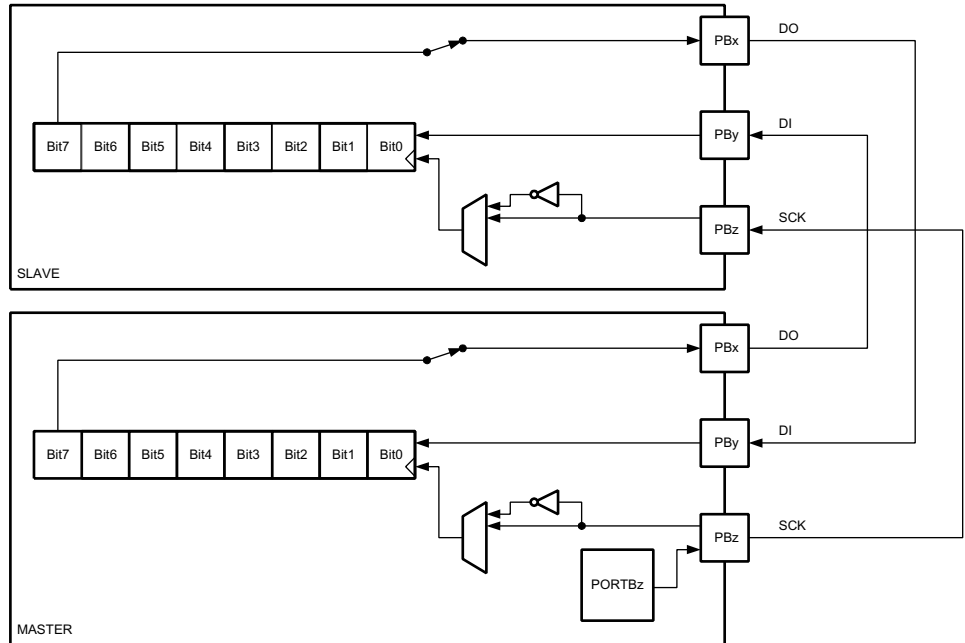 PBx DO
Bit7 Bit6 Bit5 Bit4 Bit3 Bit2 Bit1 Bit0
PBy DI
PBz SCK
SLAVE
PBx DO
Bit7 Bit6 Bit5 Bit4 Bit3 Bit2 Bit1 Bit0
PBy DI
PBz SCK
PORTBz
MASTER